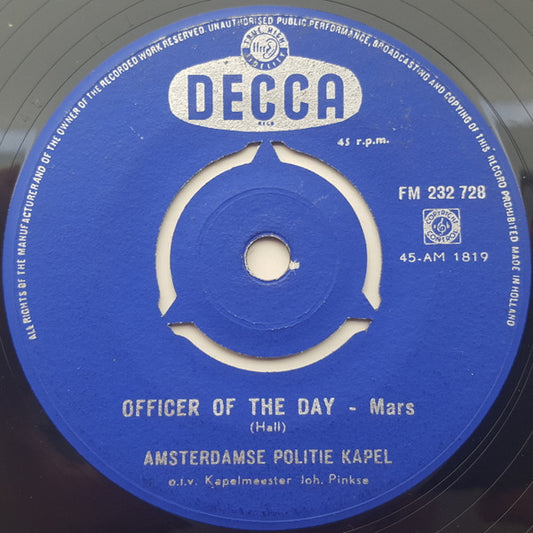 ALL RIGHTS OF THE MANUFACTURER AND OF THE OWNER OF THE RECORDED WORK RESERVED. UNAUTHORISED PUBLIC PERFORMANCE, BROADCASTING AND COPYING OF THIS RECORD PROHIBITED MADE IN HOLLAND
DECCA
REG
45 r.p.m.
FM 232 728
45-AM 1819
OFFICER OF THE DAY - Mars
(Hall)
AMSTERDAMSE POLITIE KAPEL
o.l.v. Kapelmeester Joh. Pinkse